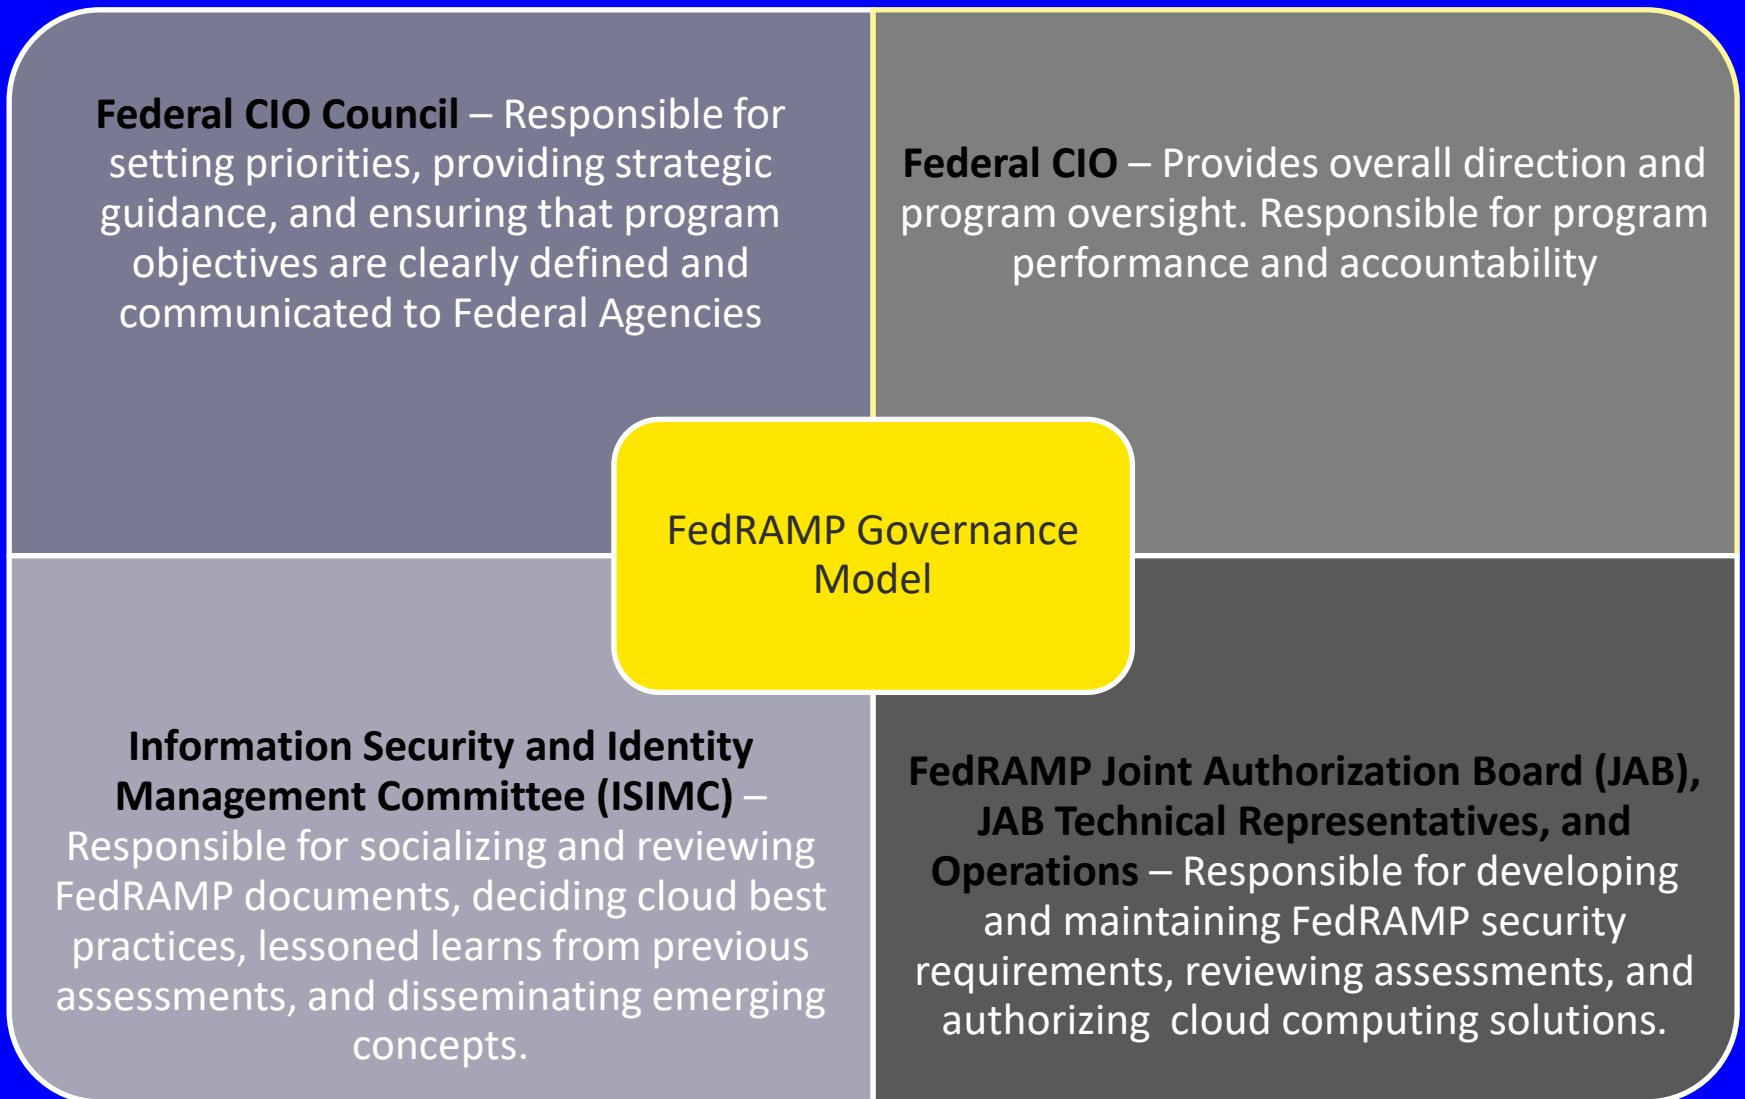 Federal CIO Council – Responsible for
setting priorities, providing strategic
guidance, and ensuring that program
objectives are clearly defined and
communicated to Federal Agencies
Federal CIO – Provides overall direction and
program oversight. Responsible for program
performance and accountability
FedRAMP Governance
Model
Information Security and Identity
Management Committee (ISIMC) –
Responsible for socializing and reviewing
FedRAMP documents, deciding cloud best
practices, lessoned learns from previous
assessments, and disseminating emerging
concepts.
FedRAMP Joint Authorization Board (JAB),
JAB Technical Representatives, and
Operations – Responsible for developing
and maintaining FedRAMP security
requirements, reviewing assessments, and
authorizing  cloud computing solutions.